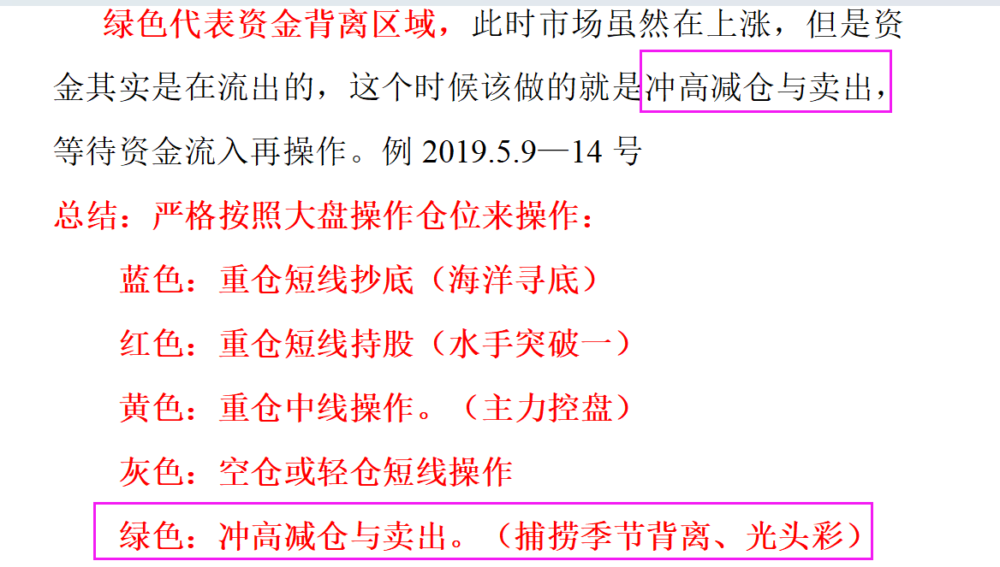 绿色代表资金背离区域，此时市场虽然在上涨，但是资
金其实是在流出的，这个时候该做的就是冲高减仓与卖出，
等待资金流入再操作。例 2019.5.9—14 号
总结：严格按照大盘操作仓位来操作：
蓝色：重仓短线抄底（海洋寻底）
红色：重仓短线持股（水手突破一）
黄色：重仓中线操作。（主力控盘）
灰色：空仓或轻仓短线操作
绿色：冲高减仓与卖出。（捕捞季节背离、光头彩）